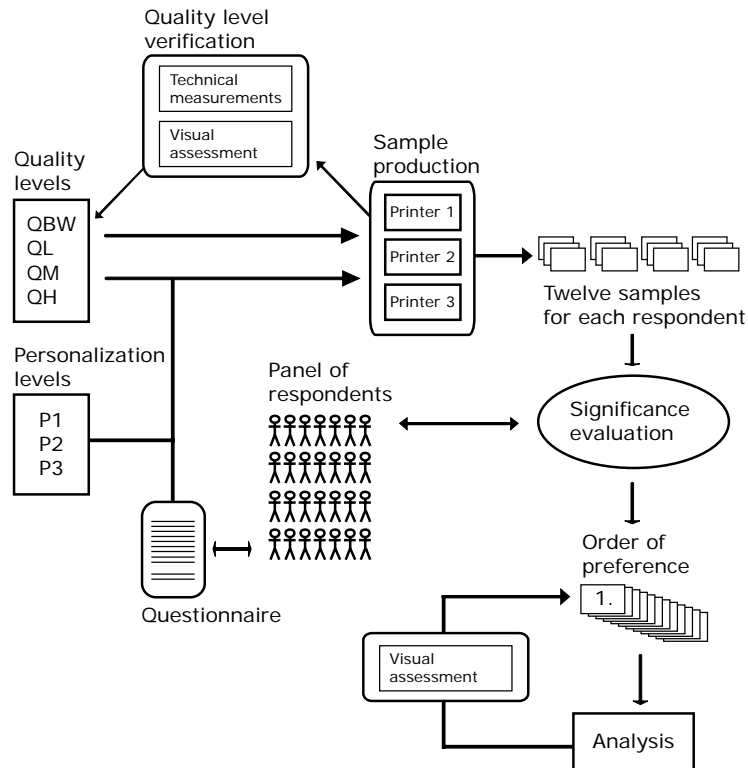 Quality level
verification
Technical
measurements
Visual
assessment
Quality
levels
QBW
QL
QM
QH
Sample
production
Printer 1
Printer 2
Printer 3
Twelve samples
for each respondent
Personalization
levels
P1
P2
P3
Panel of
respondents
Significance
evaluation
Questionnaire
Order of
preference
1.
Visual
assessment
Analysis